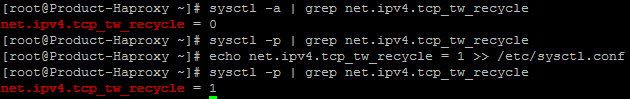 [root@Product-Haproxy ~]# sysctl -a | grep net.ipv4.tcp_tw_recycle
net.ipv4.tcp_tw_recycle = 0
[root@Product-Haproxy ~]# sysctl -p | grep net.ipv4.tcp_tw_recycle
[root@Product-Haproxy ~]# echo net.ipv4.tcp_tw_recycle = 1 >> /etc/sysctl.conf
[root@Product-Haproxy ~]# sysctl -p | grep net.ipv4.tcp_tw_recycle
net.ipv4.tcp_tw_recycle = 1